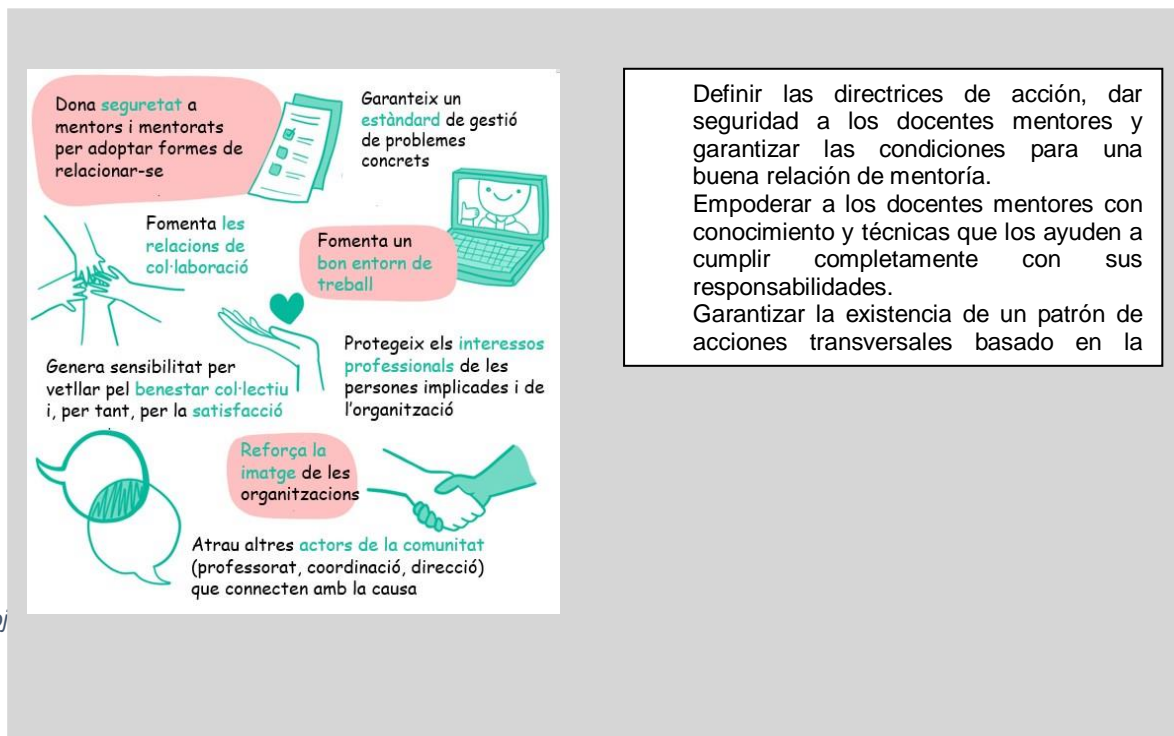 Dona seguretat a
mentors i mentorats
per adoptar formes de
relacionar-se
Garanteix un
estàndard de gestió
de problemes
concrets
Fomenta les
relacions de
col·laboració
Fomenta un
bon entorn de
treball
Genera sensibilitat per
vetllar pel benestar col·lectiu
i, per tant, per la satisfacció
Protegeix els interessos
professionals de les
persones implicades i de
l'organització
Reforça la
imatge de les
organitzacions
Atrau altres actors de la comunitat
(professorat, coordinació, direcció)
que connecten amb la causa
Definir las directrices de acción, dar
seguridad a los docentes mentores y
garantizar las condiciones para una
buena relación de mentoría.
Empoderar a los docentes mentores con
conocimiento y técnicas que los ayuden a
cumplir completamente con sus
responsabilidades.
Garantizar la existencia de un patrón de
acciones transversales basado en la